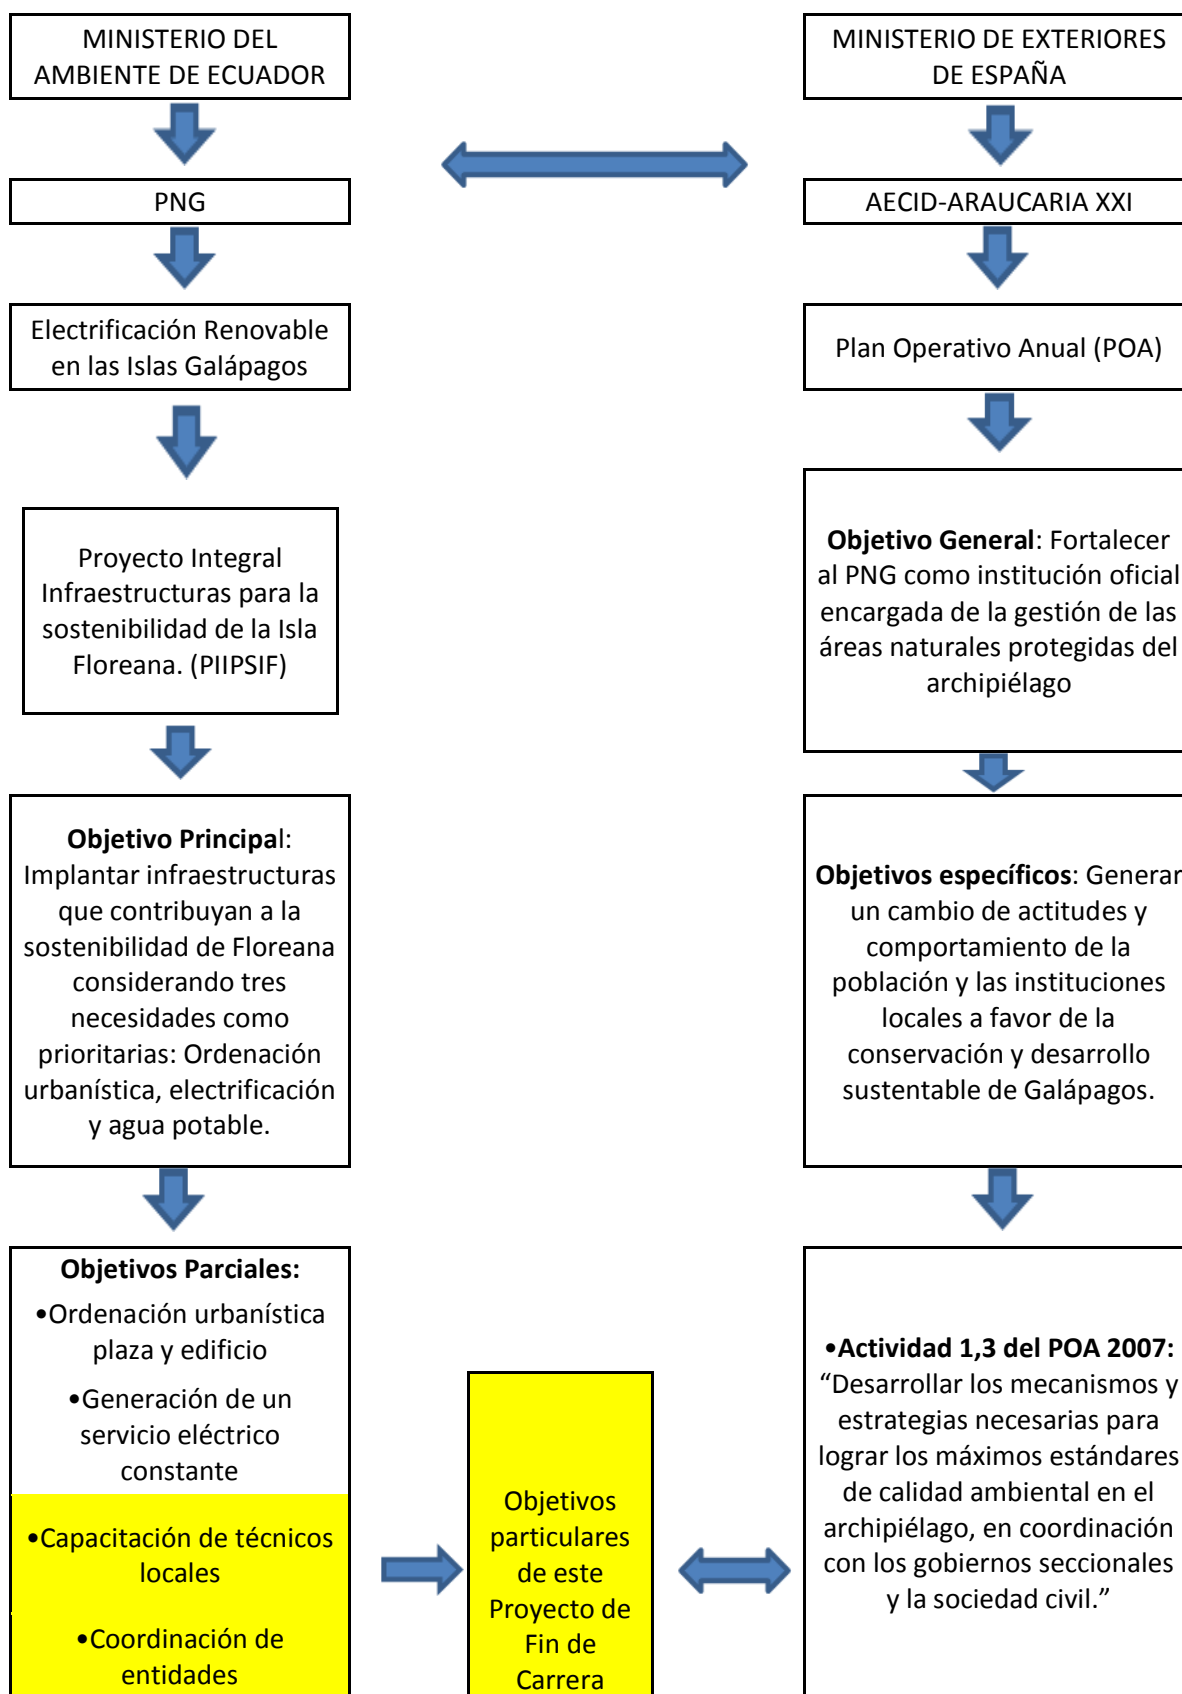 MINISTERIO DEL
AMBIENTE DE ECUADOR
PNG
Electrificación Renovable
en las Islas Galápagos
Proyecto Integral
Infraestructuras para la
sostenibilidad de la Isla
Floreana. (PIIPSIF)
Objetivo Principal:
Implantar infraestructuras
que contribuyan a la
sostenibilidad de Floreana
considerando tres
necesidades como
prioritarias: Ordenación
urbanística, electrificación
y agua potable.
Objetivos Parciales:
•Ordenación urbanística
plaza y edificio
•Generación de un
servicio eléctrico
constante
•Capacitación de técnicos
locales
•Coordinación de
entidades
Objetivos
particulares
de este
Proyecto de
Fin de
Carrera
MINISTERIO DE EXTERIORES
DE ESPAÑA
AECID-ARAUCARIA XXI
Plan Operativo Anual (POA)
Objetivo General: Fortalecer
al PNG como institución oficial
encargada de la gestión de las
áreas naturales protegidas del
archipiélago
Objetivos específicos: Generar
un cambio de actitudes y
comportamiento de la
población y las instituciones
locales a favor de la
conservación y desarrollo
sustentable de Galápagos.
•Actividad 1,3 del POA 2007:
“Desarrollar los mecanismos y
estrategias necesarias para
lograr los máximos estándares
de calidad ambiental en el
archipiélago, en coordinación
con los gobiernos seccionales
y la sociedad civil.”